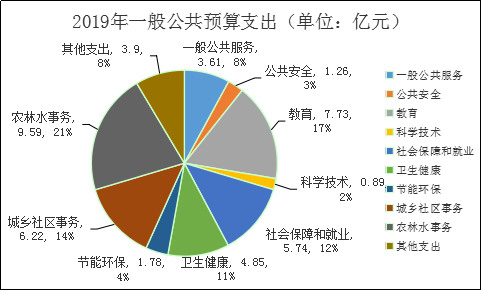 2019年一般公共预算支出（单位：亿元）
一般公共服务,
3.61, 8%
公共安全, 1.26,
3%
教育, 7.73,
17%
科学技术, 0.89
2%
社会保障和就业,
5.74, 12%
卫生健康, 4.85,
11%
节能环保, 1.78,
4%
城乡社区事务,
6.22, 14%
农林水事务,
9.59, 21%
其他支出, 3.9,
8%
一般公共服务
公共安全
教育
科学技术
社会保障和就业
卫生健康
节能环保
城乡社区事务
农林水事务
其他支出